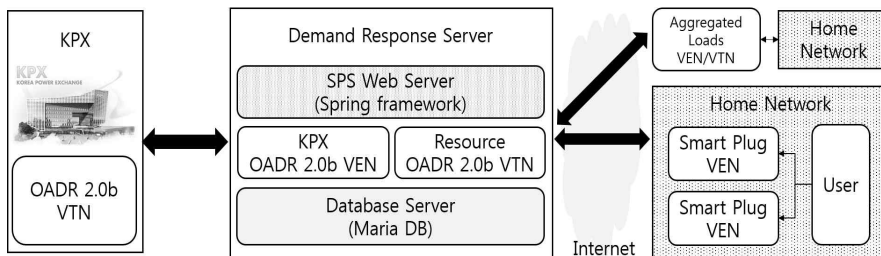 KPX
KPX
KOREA POWER EXCHANGE
OADR 2.0b
VTN
Demand Response Server
SPS Web Server
(Spring framework)
KPX
OADR 2.0b VEN
Resource
OADR 2.0b VTN
Database Server
(Maria DB)
Internet
Aggregated
Loads
VEN/VTN
Home
Network
Home Network
Smart Plug
VEN
Smart Plug
VEN
User